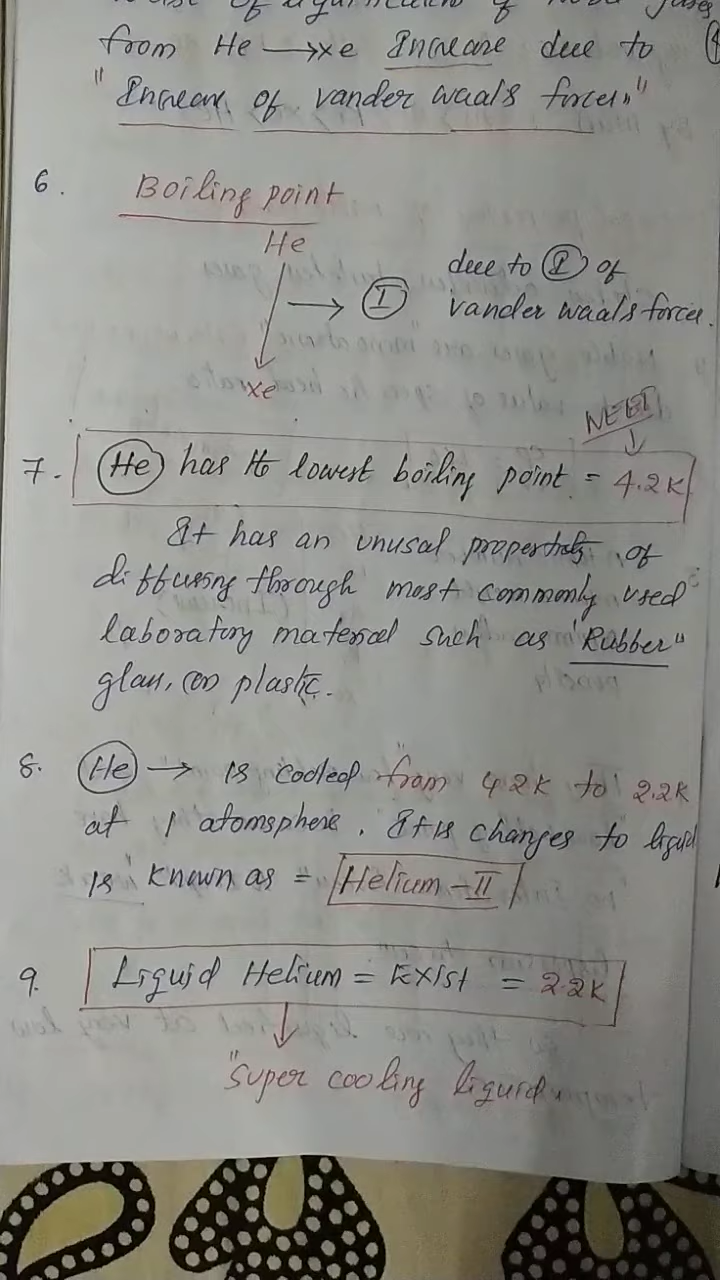 of noble gases
from He → xe Increase due to
"Increase of vander waals forces"
6. Boiling point
He
→ Ⓘ due to Ⓘ of
vander waals forces.
xe
NEET
7. He has the lowest boiling point = 4.2K
It has an unusal property of
diffusing through most commonly used
laboratory material such as "Rubber"
glass, or plastic.
8. He → is cooled from 4.2K to 2.2K
at 1 atomsphere. It is changes to liquid
is known as = Helium-II
9. Liquid Helium = Exist = 2.2K
"super cooling liquid